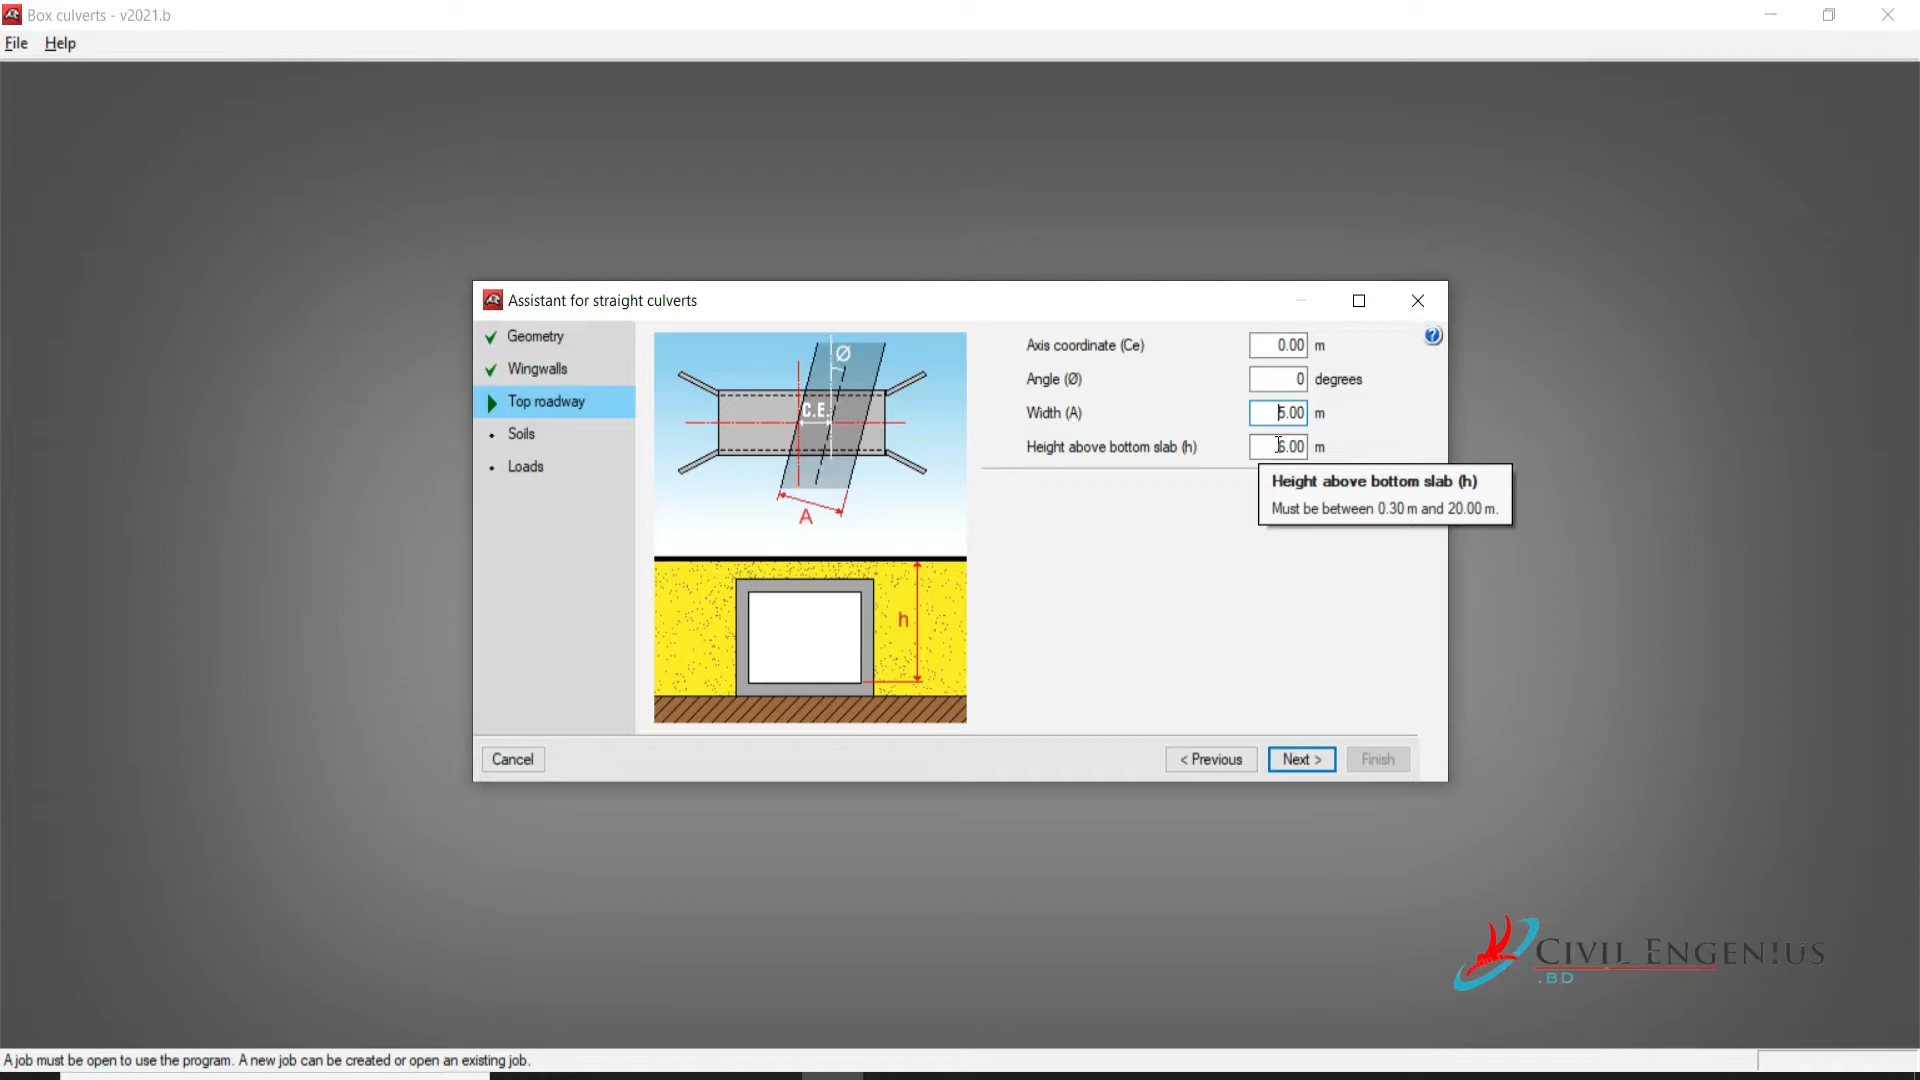 Box culverts - v2021.b
File Help
Assistant for straight culverts
Geometry
Wingwalls
Top roadway
Soils
Loads
Ø
C.E.
A
h
Axis coordinate (Ce) 0.00 m
Angle (Ø) 0 degrees
Width (A) 5.00 m
Height above bottom slab (h) 6.00 m
Height above bottom slab (h)
Must be between 0.30 m and 20.00 m.
Cancel < Previous Next > Finish
CIVIL ENGEN!US
.BD
A job must be open to use the program. A new job can be created or open an existing job.